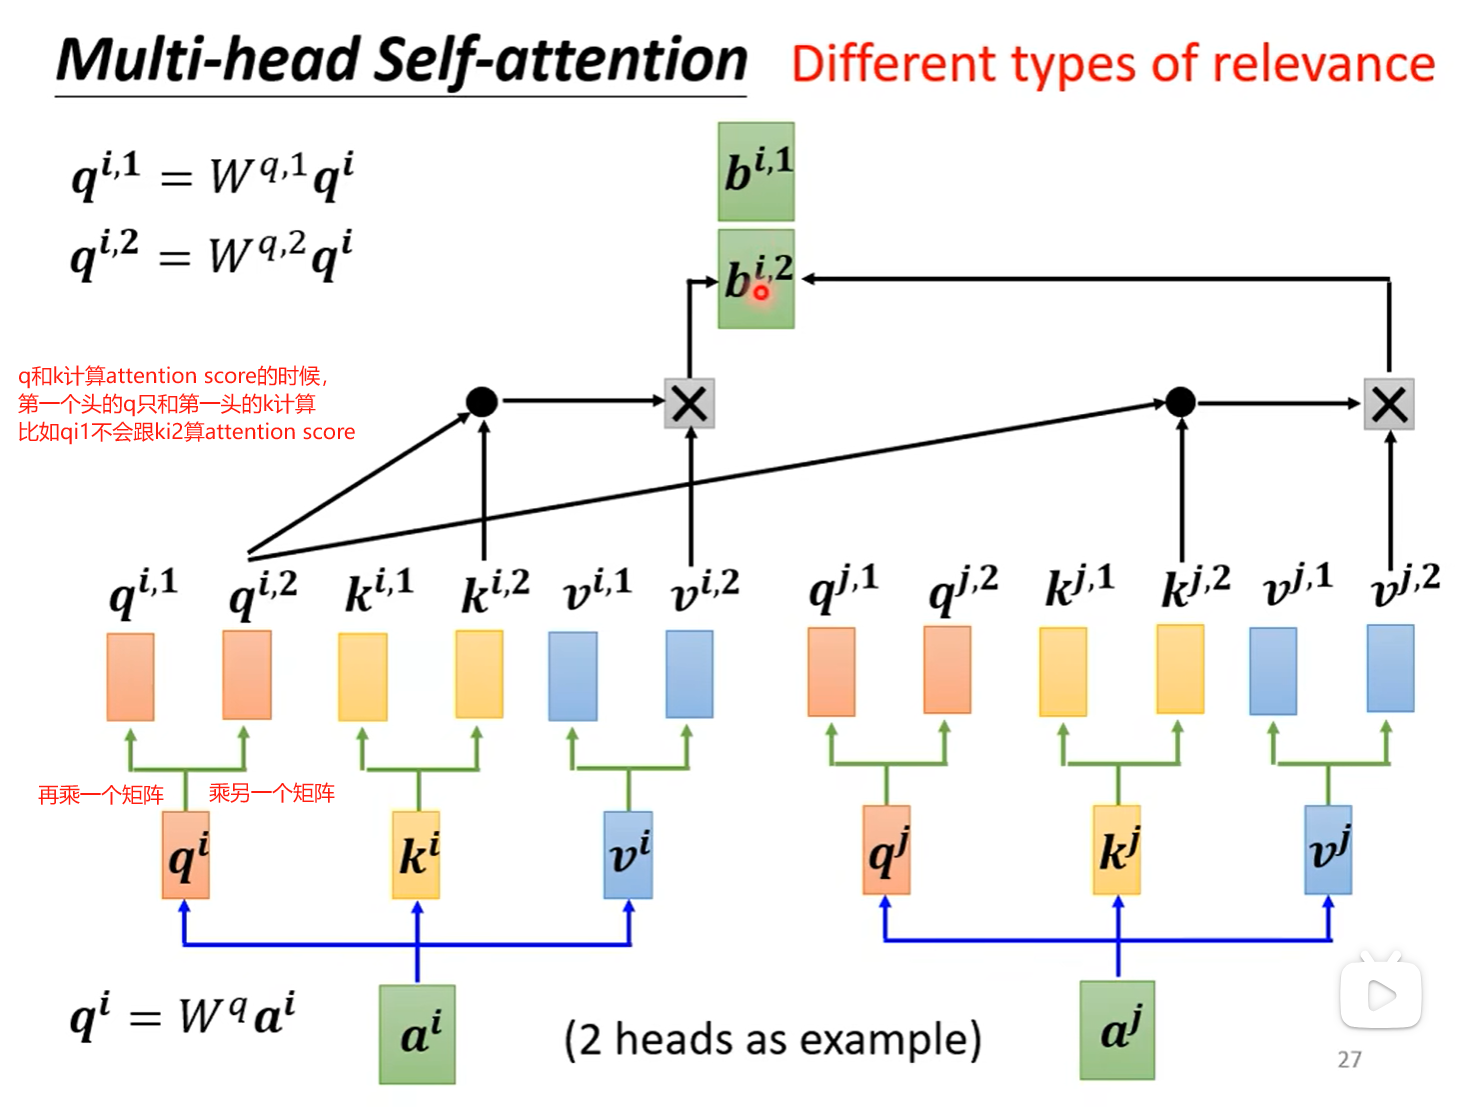 Multi-head Self-attention Different types of relevance
q^{i,1} = W^{q,1}q^i
q^{i,2} = W^{q,2}q^i
b^{i,1}
b^{i,2}
q和k计算attention score的时候，
第一个头的q只和第一头的k计算
比如qi1不会跟ki2算attention score
q^{i,1} q^{i,2} k^{i,1} k^{i,2} v^{i,1} v^{i,2} q^{j,1} q^{j,2} k^{j,1} k^{j,2} v^{j,1} v^{j,2}
再乘一个矩阵 乘另一个矩阵
q^i k^i v^i q^j k^j v^j
q^i = W^q a^i
a^i
(2 heads as example)
a^j
27